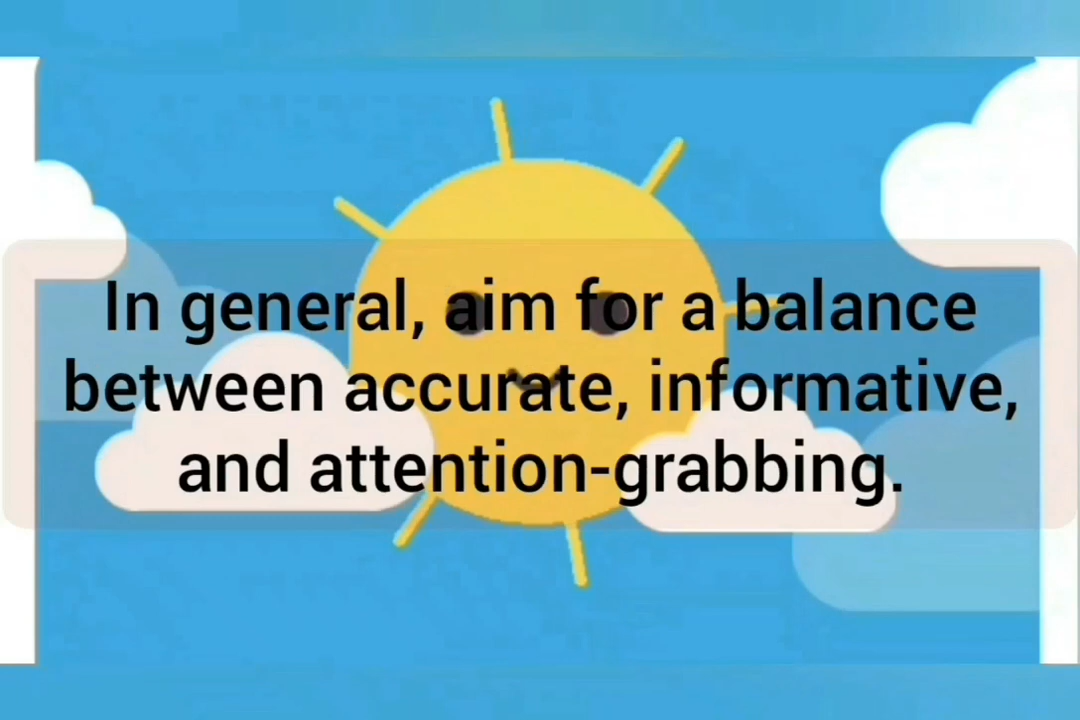 In general, aim for a balance
between accurate, informative,
and attention-grabbing.